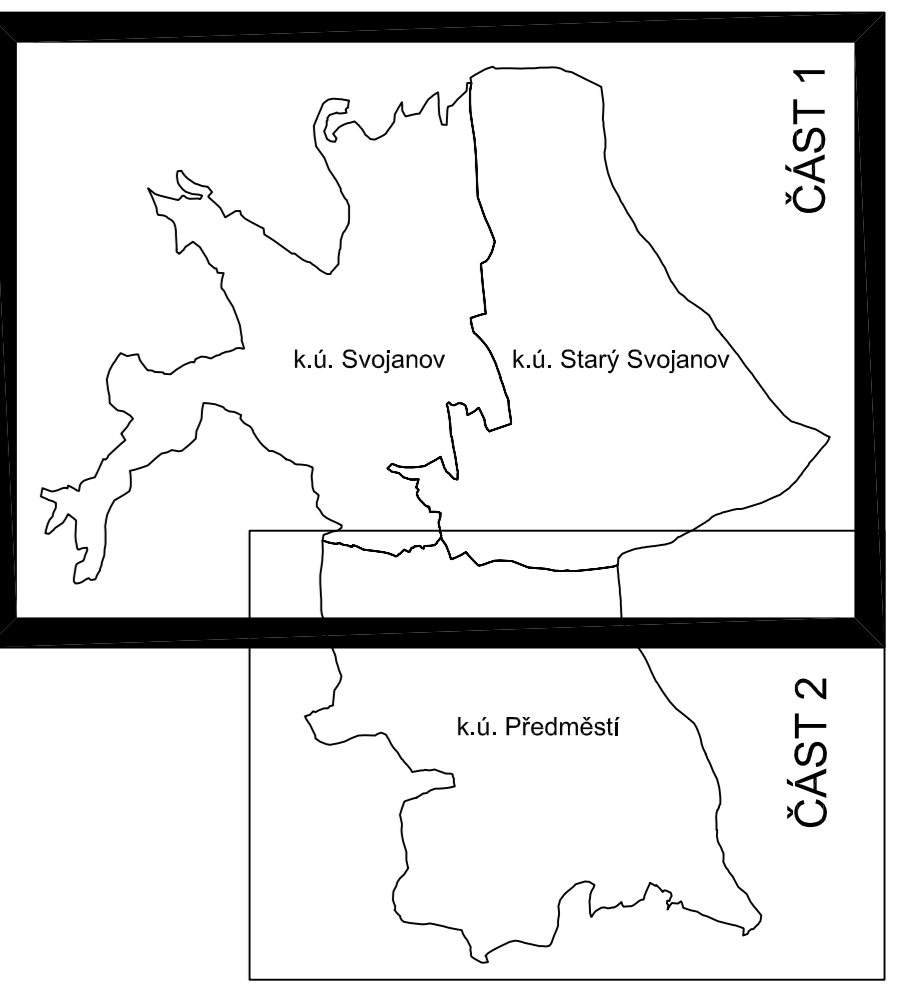 ČÁST 1
k.ú. Svojanov
k.ú. Starý Svojanov
ČÁST 2
k.ú. Předměstí